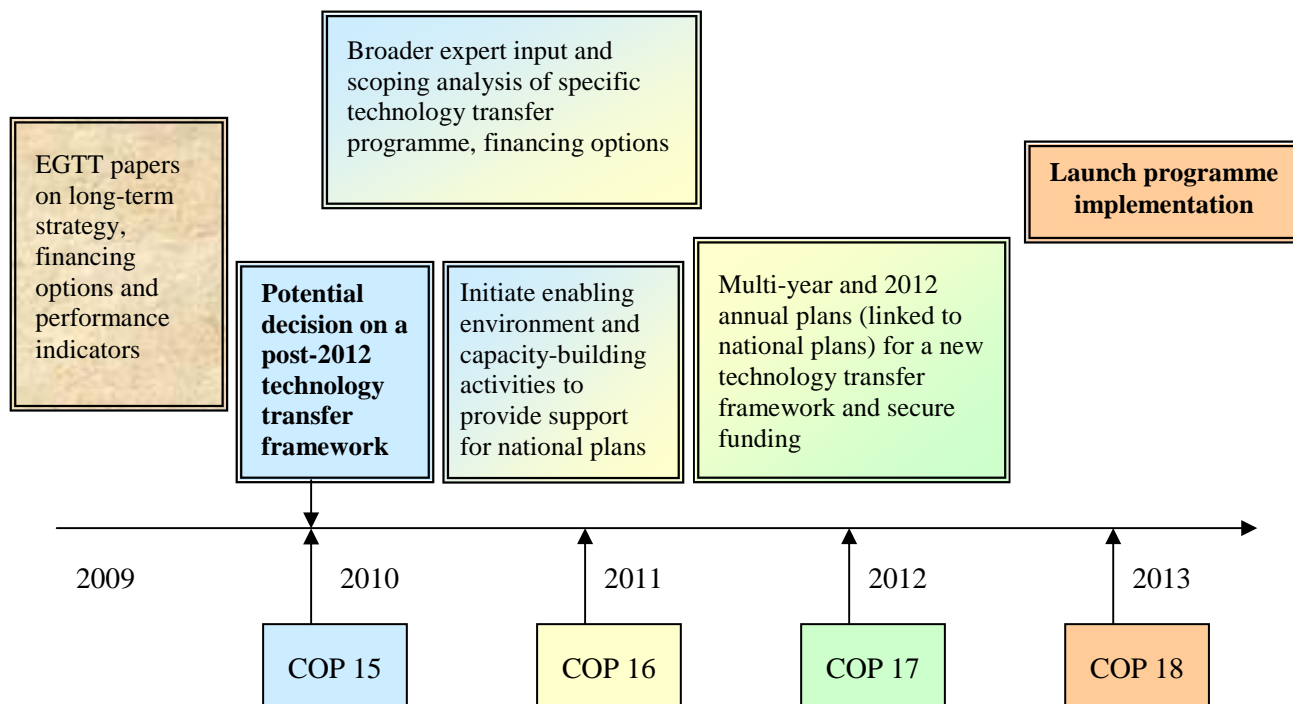 Broader expert input and
scoping analysis of specific
technology transfer
programme, financing options
EGTT papers
on long-term
strategy,
financing
options and
performance
indicators
Launch programme
implementation
Potential
decision on a
post-2012
technology
transfer
framework
Initiate enabling
environment and
capacity-building
activities to
provide support
for national plans
Multi-year and 2012
annual plans (linked to
national plans) for a new
technology transfer
framework and secure
funding
2009
2010
2011
2012
2013
COP 15
COP 16
COP 17
COP 18